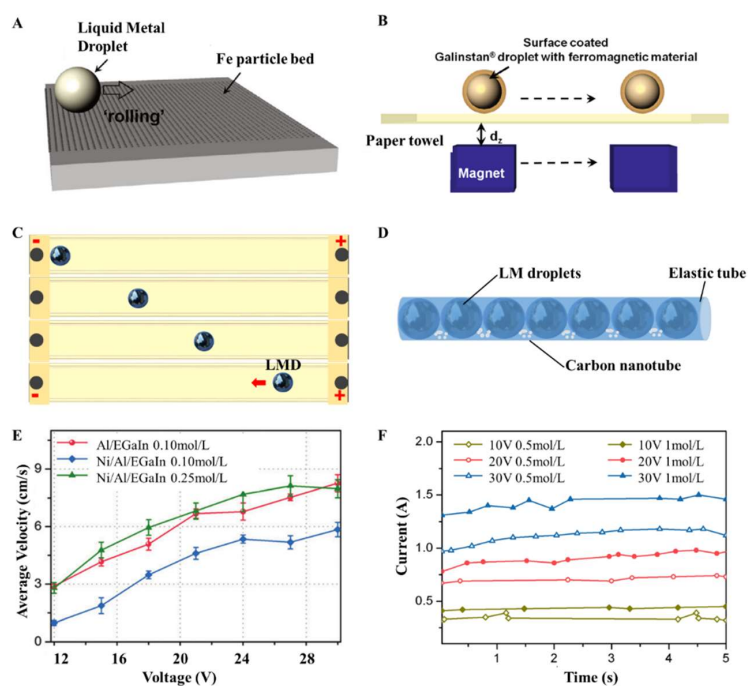 A
Liquid Metal
Droplet
Fe particle bed
'rolling'
B
Surface coated
Galinstan® droplet with ferromagnetic material
Paper towel
dz
Magnet
C
- +
LMD
- +
D
LM droplets
Elastic tube
Carbon nanotube
E
Al/EGaIn 0.10mol/L
Ni/Al/EGaIn 0.10mol/L
Ni/Al/EGaIn 0.25mol/L
Average Velocity (cm/s)
9
6
3
0
12 16 20 24 28
Voltage (V)
F
10V 0.5mol/L 10V 1mol/L
20V 0.5mol/L 20V 1mol/L
30V 0.5mol/L 30V 1mol/L
Current (A)
2.0
1.5
1.0
0.5
1 2 3 4 5
Time (s)